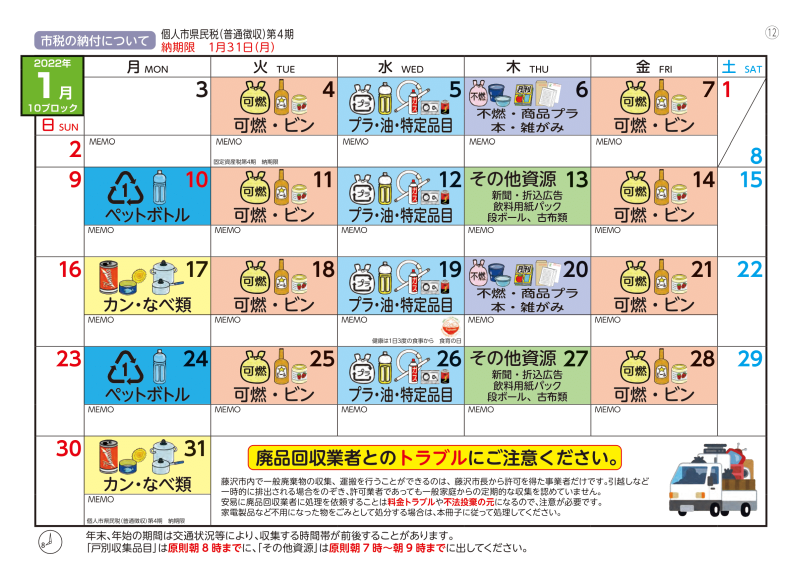 市税の納付について
個人市県民税(普通徴収)第4期
納期限 1月31日(月)
⑫
2022年
1月
10ブロック
日 SUN
月 MON
火 TUE
水 WED
木 THU
金 FRI
土 SAT
3
4
可燃
可燃・ビン
5
プラ
プラ・油・特定品目
6
不燃
月刊
不燃・商品プラ
本・雑がみ
7
可燃
可燃・ビン
1
8
2
MEMO
MEMO
固定資産税第4期 納期限
MEMO
MEMO
MEMO
9
10
1
ペットボトル
11
可燃
可燃・ビン
12
プラ
プラ・油・特定品目
その他資源 13
新聞・折込広告
飲料用紙パック
段ボール、古布類
14
可燃
可燃・ビン
15
MEMO
MEMO
MEMO
MEMO
MEMO
16
17
カン・なべ類
18
可燃
可燃・ビン
19
プラ
プラ・油・特定品目
20
不燃
月刊
不燃・商品プラ
本・雑がみ
21
可燃
可燃・ビン
22
MEMO
MEMO
MEMO
健康は1日3度の食事から 食育の日
MEMO
MEMO
23
24
1
ペットボトル
25
可燃
可燃・ビン
26
プラ
プラ・油・特定品目
その他資源 27
新聞・折込広告
飲料用紙パック
段ボール、古布類
28
可燃
可燃・ビン
29
MEMO
MEMO
MEMO
MEMO
MEMO
30
31
カン・なべ類
MEMO
個人市県民税(普通徴収)第4期 納期限
廃品回収業者とのトラブルにご注意ください。
藤沢市内で一般廃棄物の収集、運搬を行うことができるのは、藤沢市長から許可を得た事業者だけです。引越しなど
一時的に排出される場合をのぞき、許可業者であっても一般家庭からの定期的な収集を認めていません。
安易に廃品回収業者に処理を依頼することは料金トラブルや不法投棄の元になるので、注意が必要です。
家電製品など不用になった物をごみとして処分する場合は、本冊子に従って処理してください。
8
年末、年始の期間は交通状況等により、収集する時間帯が前後することがあります。
「戸別収集品目」は原則朝8時までに、「その他資源」は原則朝7時〜朝9時までに出してください。